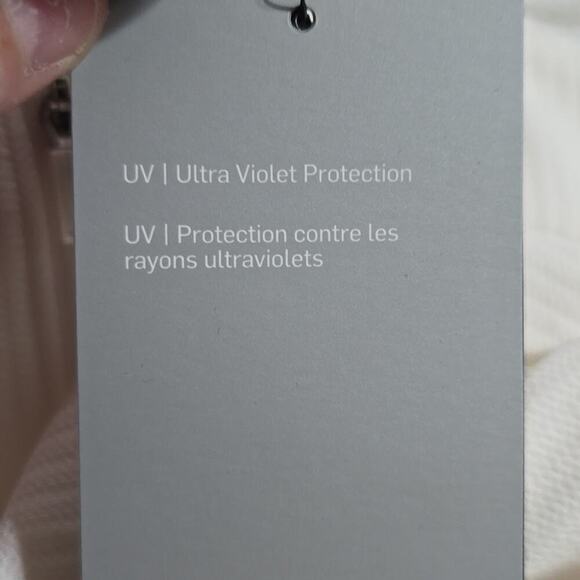 UV | Ultra Violet Protection
UV | Protection contre les
rayons ultraviolets